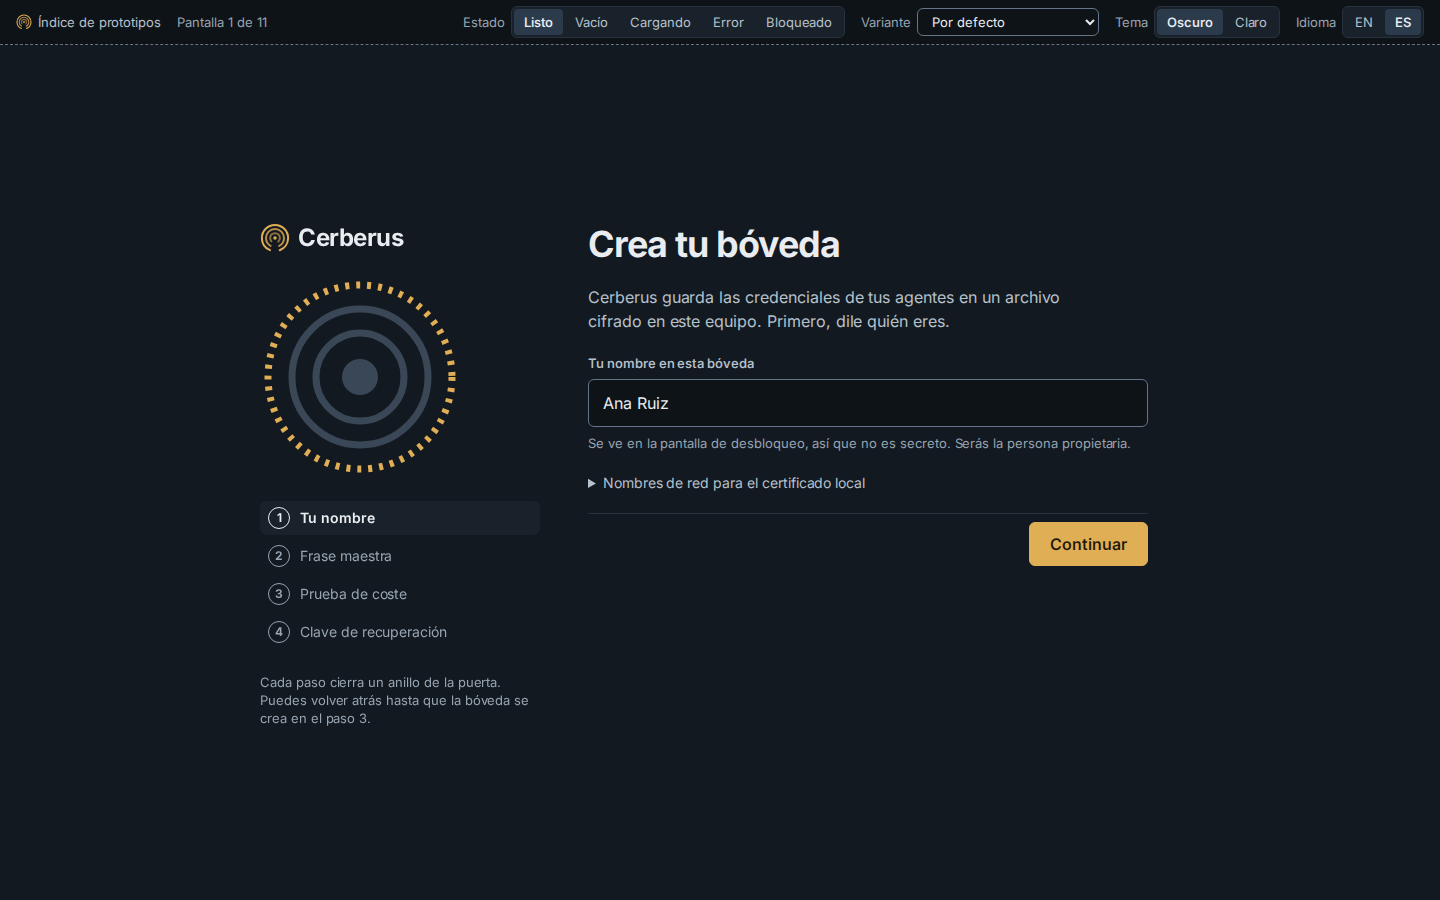 Índice de prototipos Pantalla 1 de 11 Estado Listo Vacío Cargando Error Bloqueado Variante Por defecto Tema Oscuro Claro Idioma EN ES
Cerberus
1 Tu nombre
2 Frase maestra
3 Prueba de coste
4 Clave de recuperación
Cada paso cierra un anillo de la puerta.
Puedes volver atrás hasta que la bóveda se
crea en el paso 3.
Crea tu bóveda
Cerberus guarda las credenciales de tus agentes en un archivo
cifrado en este equipo. Primero, dile quién eres.
Tu nombre en esta bóveda
Ana Ruiz
Se ve en la pantalla de desbloqueo, así que no es secreto. Serás la persona propietaria.
Nombres de red para el certificado local
Continuar